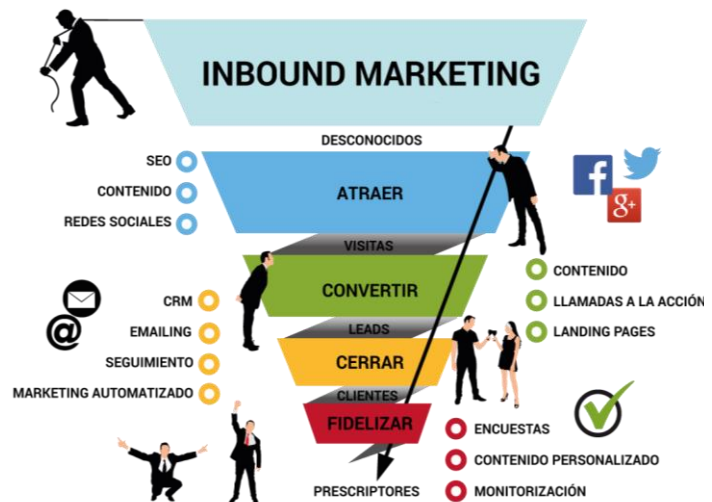 INBOUND MARKETING
DESCONOCIDOS
SEO
CONTENIDO
REDES SOCIALES
ATRAER
f
g+
VISITAS
CONVERTIR
CONTENIDO
LLAMADAS A LA ACCIÓN
LANDING PAGES
LEADS
@
CRM
EMAILING
SEGUIMIENTO
MARKETING AUTOMATIZADO
CERRAR
CLIENTES
FIDELIZAR
ENCUESTAS
CONTENIDO PERSONALIZADO
MONITORIZACIÓN
PRESCRIPTORES